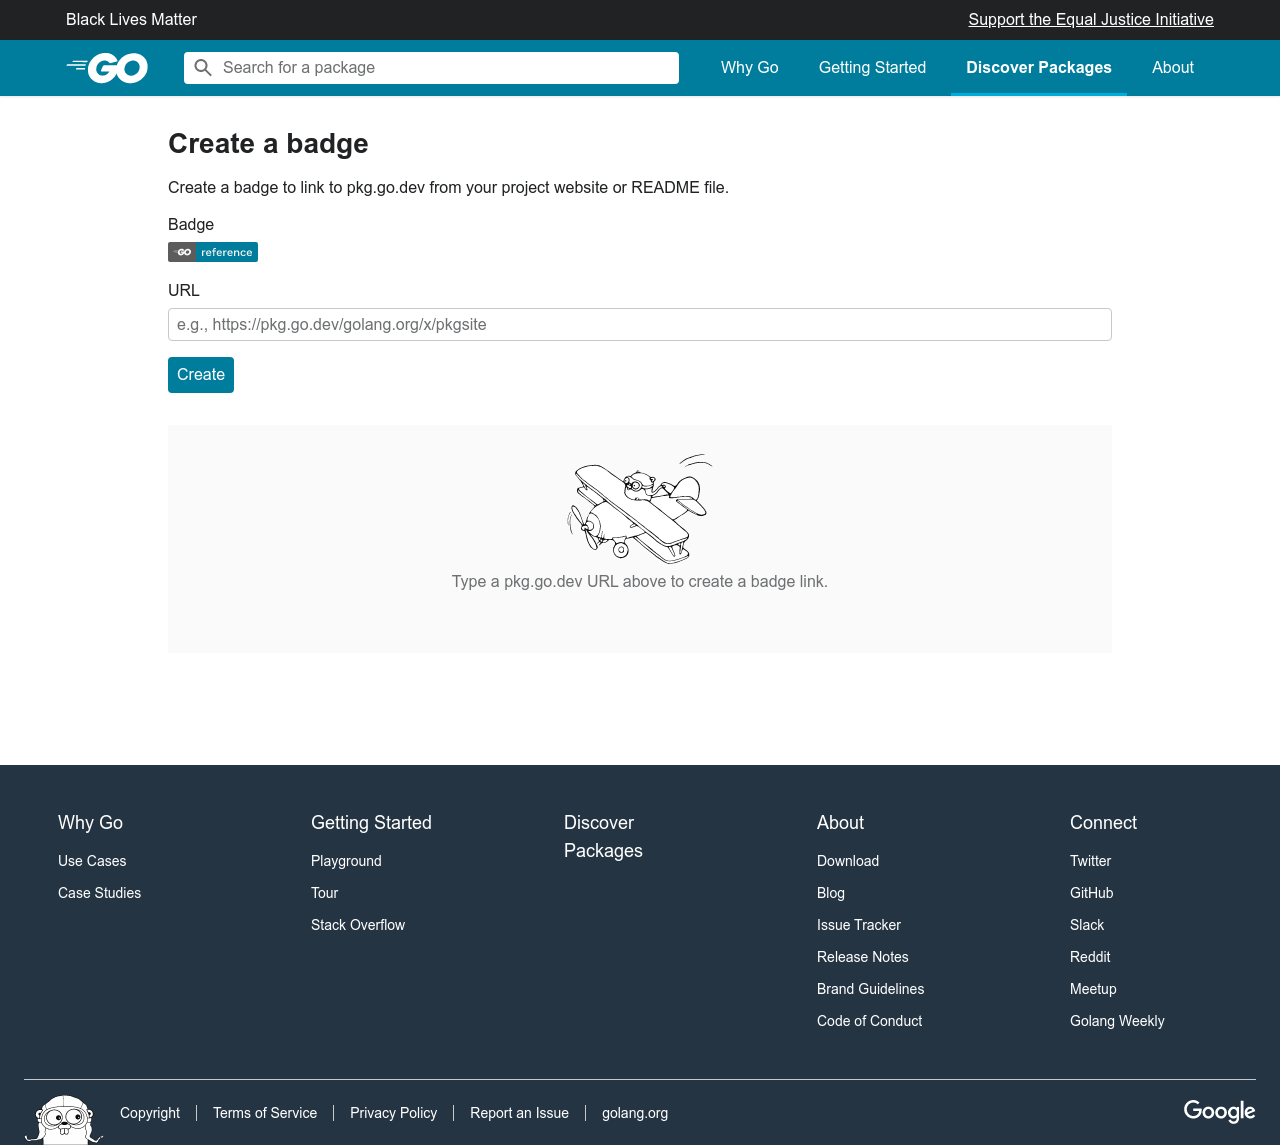 Black Lives Matter
Support the Equal Justice Initiative
GO
Search for a package
Why Go
Getting Started
Discover Packages
About
Create a badge
Create a badge to link to pkg.go.dev from your project website or README file.
Badge
GO reference
URL
e.g., https://pkg.go.dev/golang.org/x/pkgsite
Create
Type a pkg.go.dev URL above to create a badge link.
Why Go
Use Cases
Case Studies
Getting Started
Playground
Tour
Stack Overflow
Discover
Packages
About
Download
Blog
Issue Tracker
Release Notes
Brand Guidelines
Code of Conduct
Connect
Twitter
GitHub
Slack
Reddit
Meetup
Golang Weekly
Copyright
Terms of Service
Privacy Policy
Report an Issue
golang.org
Google